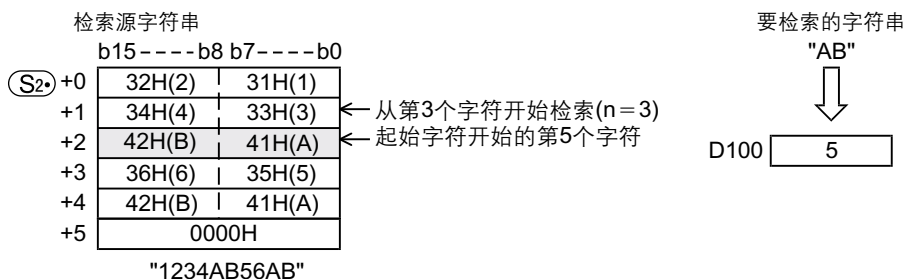 检索源字符串
b15----b8 b7----b0
S2• +0 32H(2) 31H(1)
+1 34H(4) 33H(3) 从第3个字符开始检索(n=3)
+2 42H(B) 41H(A) 起始字符开始的第5个字符
+3 36H(6) 35H(5)
+4 42H(B) 41H(A)
+5 0000H
"1234AB56AB"
要检索的字符串
"AB"
D100 5